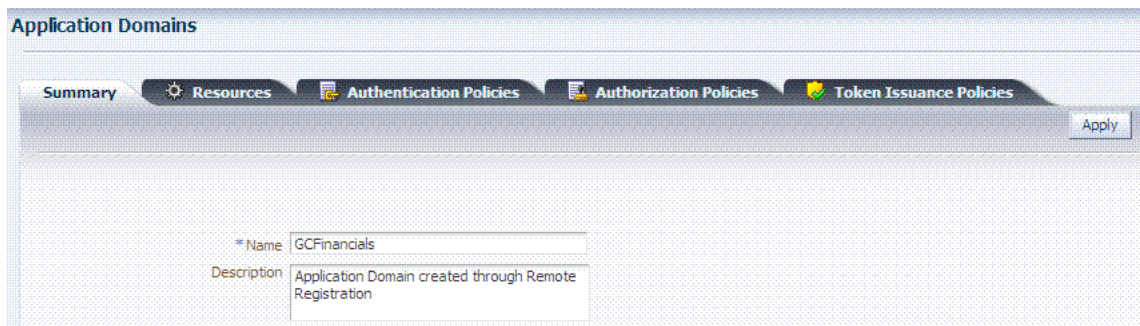 Application Domains
Summary Resources Authentication Policies Authorization Policies Token Issuance Policies
Apply
* Name GCFinancials
Description Application Domain created through Remote
Registration